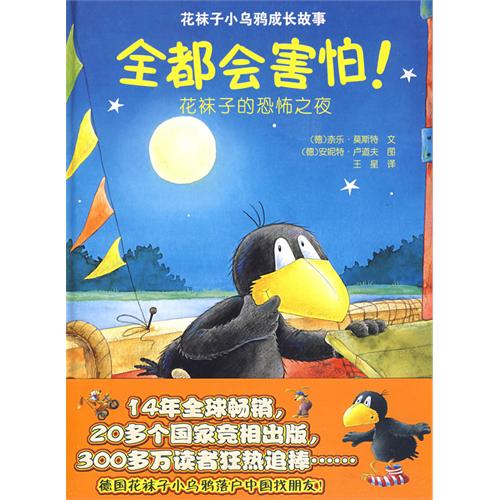 花袜子小乌鸦成长故事
全都会害怕！
花袜子的恐怖之夜
（德）奈乐·莫斯特 文
（德）安妮特·卢道夫 图
王 星 译
14年全球畅销，
20多个国家竞相出版，
300多万读者狂热追捧……
德国花袜子小乌鸦落户中国找朋友！